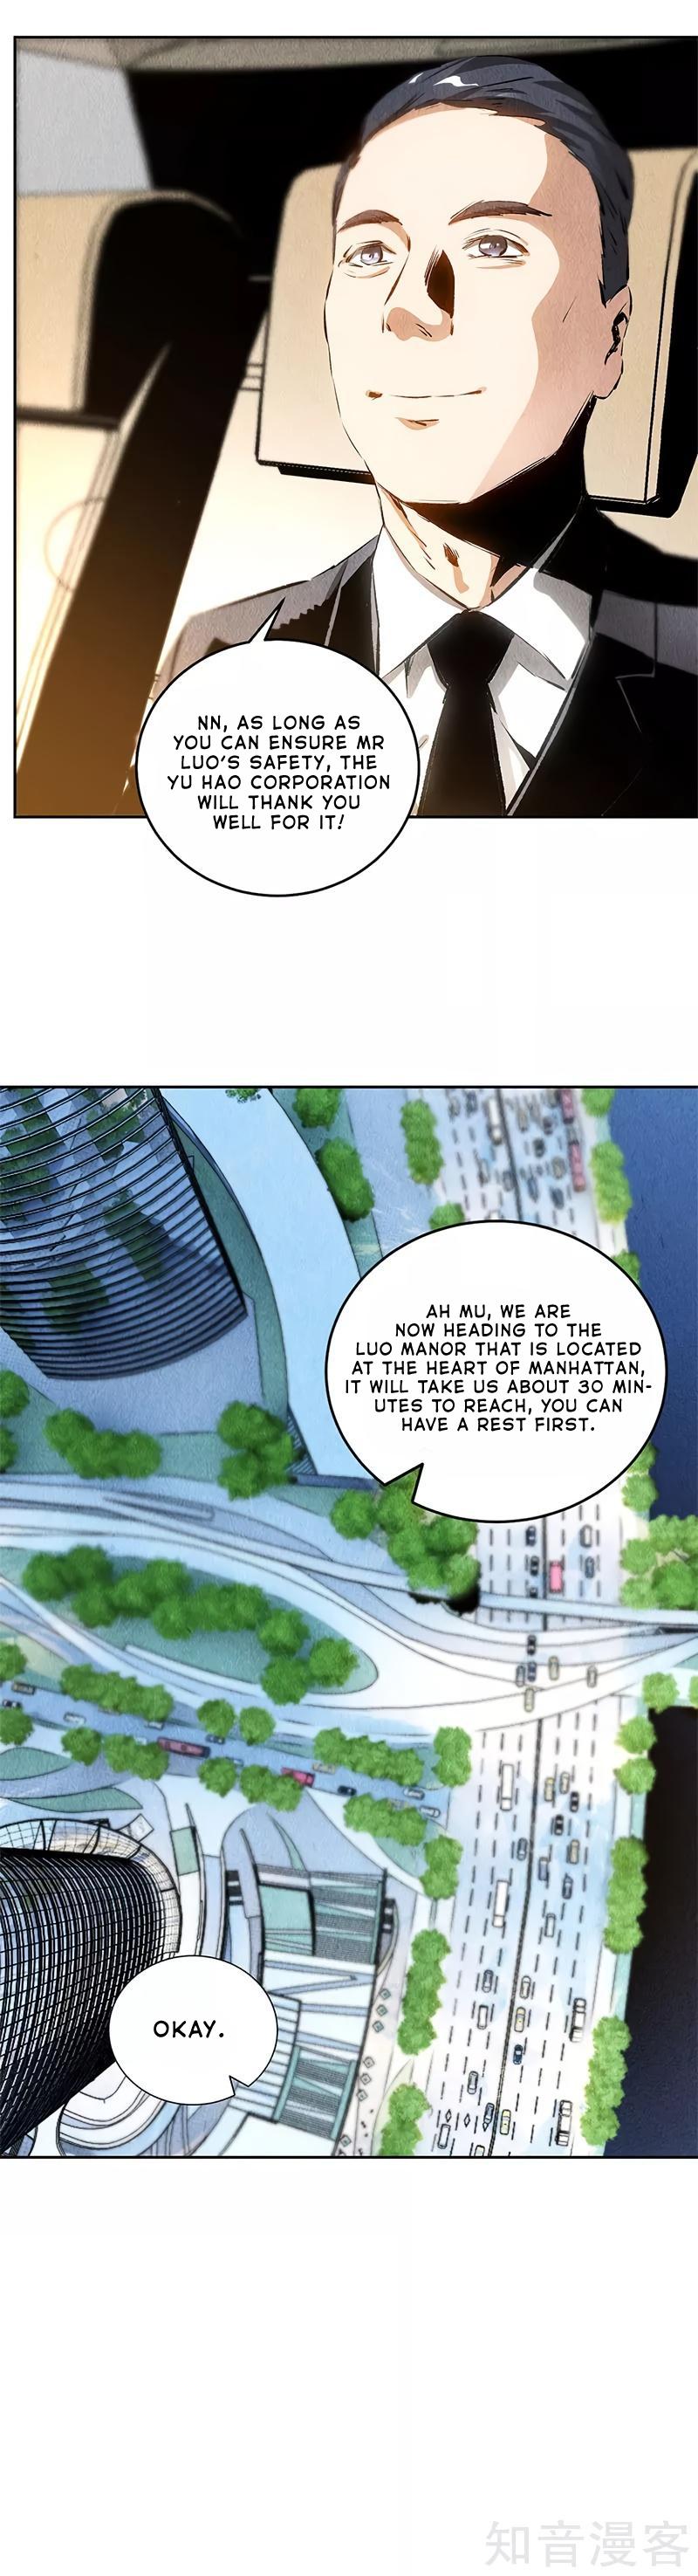 NN, AS LONG AS
YOU CAN ENSURE MR
LUO'S SAFETY, THE
YU HAO CORPORATION
WILL THANK YOU
WELL FOR IT!
AH MU, WE ARE
NOW HEADING TO THE
LUO MANOR THAT IS LOCATED
AT THE HEART OF MANHATTAN,
IT WILL TAKE US ABOUT 30 MIN-
UTES TO REACH, YOU CAN
HAVE A REST FIRST.
OKAY.
知音漫客